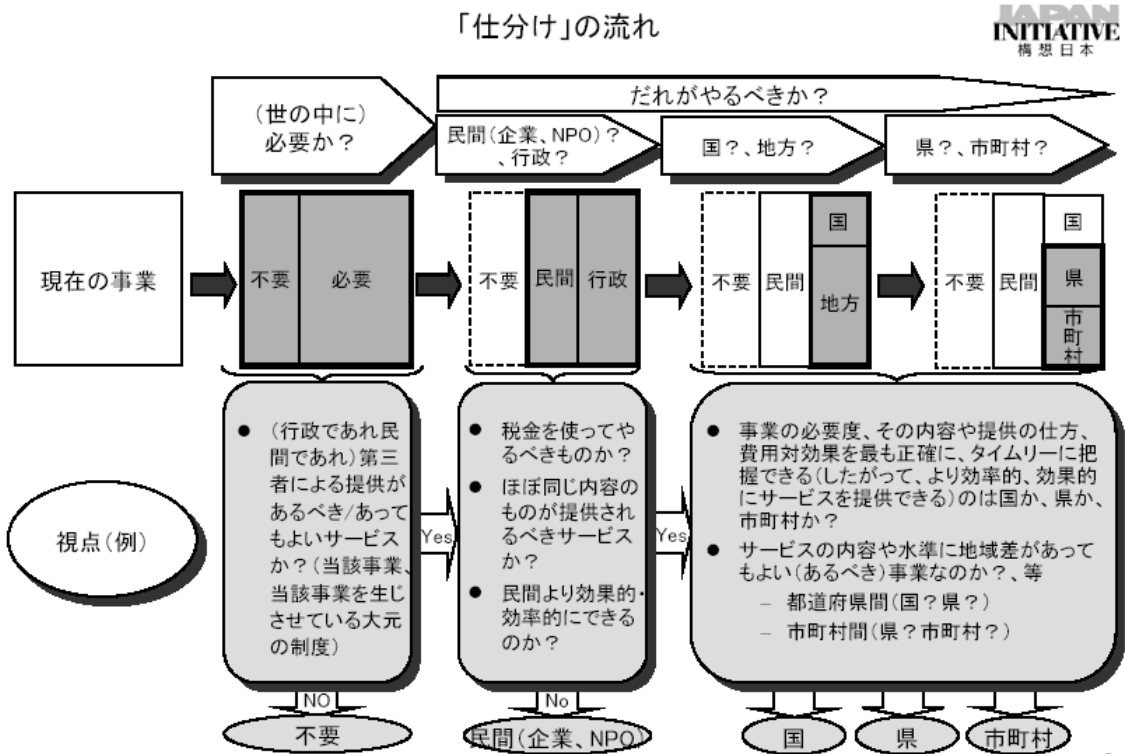 「仕分け」の流れ
JAPAN
INITIATIVE
構想日本
(世の中に)
必要か？
だれがやるべきか？
民間(企業、NPO)？
、行政？
国？、地方？
県？、市町村？
現在の事業
不要
必要
不要
民間
行政
不要
民間
国
地方
不要
民間
国
県
市
町
村
視点(例)
● (行政であれ民
間であれ)第三
者による提供が
あるべき/あって
もよいサービス
か？(当該事業、
当該事業を生じ
させている大元
の制度)
Yes
● 税金を使ってや
るべきものか？
● ほぼ同じ内容の
ものが提供され
るべきサービス
か？
● 民間より効果的・
効率的にできる
のか？
Yes
● 事業の必要度、その内容や提供の仕方、
費用対効果を最も正確に、タイムリーに把
握できる(したがって、より効率的、効果的
にサービスを提供できる)のは国か、県か、
市町村か？
● サービスの内容や水準に地域差があって
もよい(あるべき)事業なのか？、等
– 都道府県間(国？県？)
– 市町村間(県？市町村？)
NO
不要
No
民間(企業、NPO)
国
県
市町村